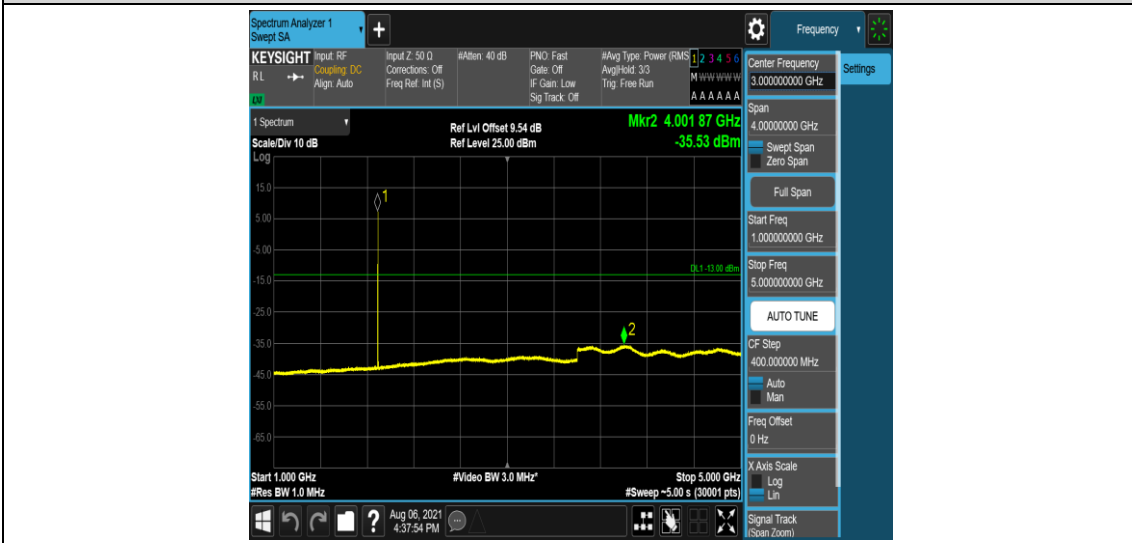 Spectrum Analyzer 1
Swept SA
+
Frequency
KEYSIGHT
RL
LNI
Input: RF
Coupling: DC
Align: Auto
Input Z: 50 Ω
Corrections: Off
Freq Ref: Int (S)
#Atten: 40 dB
PNO: Fast
Gate: Off
IF Gain: Low
Sig Track: Off
#Avg Type: Power (RMS
Avg|Hold: 3/3
Trig: Free Run
1 2 3 4 5 6
M W W W W W
A A A A A A
Settings
1 Spectrum
Scale/Div 10 dB
Log
Ref Lvl Offset 9.54 dB
Ref Level 25.00 dBm
Mkr2 4.001 87 GHz
-35.53 dBm
15.0
5.00
-5.00
-15.0
-25.0
-35.0
-45.0
-55.0
-65.0
1
DL1 -13.00 dBm
2
Start 1.000 GHz
#Res BW 1.0 MHz
#Video BW 3.0 MHz*
Stop 5.000 GHz
#Sweep ~5.00 s (30001 pts)
Center Frequency
3.000000000 GHz
Span
4.00000000 GHz
Swept Span
Zero Span
Full Span
Start Freq
1.000000000 GHz
Stop Freq
5.000000000 GHz
AUTO TUNE
CF Step
400.000000 MHz
Auto
Man
Freq Offset
0 Hz
X Axis Scale
Log
Lin
Signal Track
(Span Zoom)
?
Aug 06, 2021
4:37:54 PM